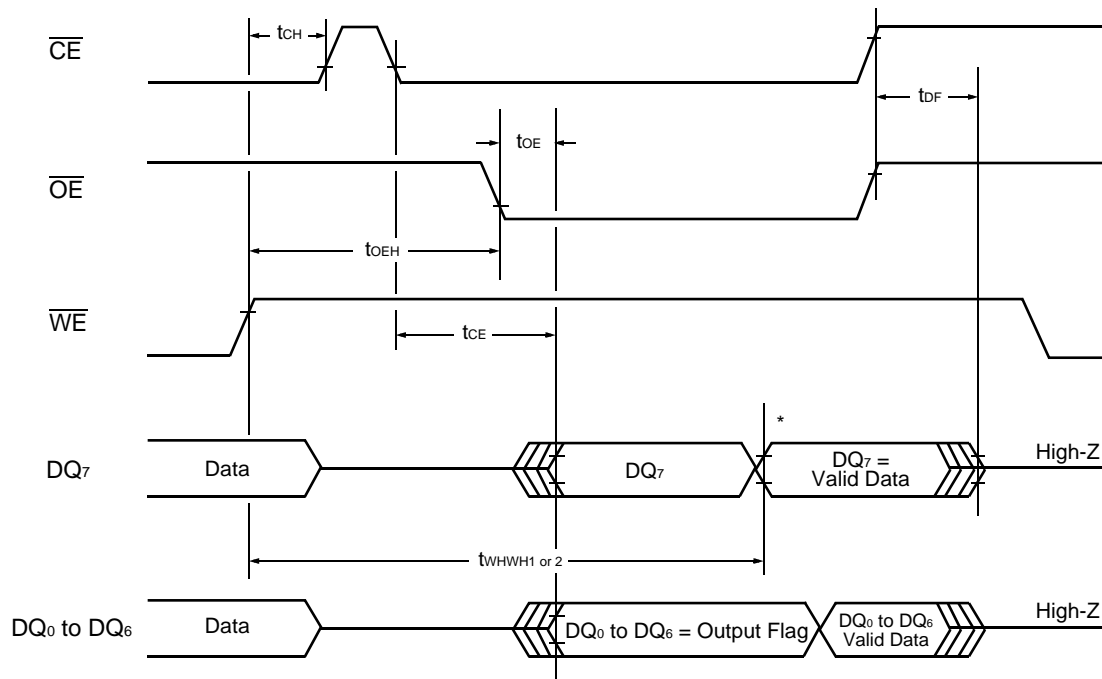 CE
tCH
tDF
OE
tOE
tOEH
WE
tCE
*
DQ7
Data
DQ7
DQ7 =
Valid Data
High-Z
tWHWH1 or 2
DQ0 to DQ6
Data
DQ0 to DQ6 = Output Flag
DQ0 to DQ6
Valid Data
High-Z